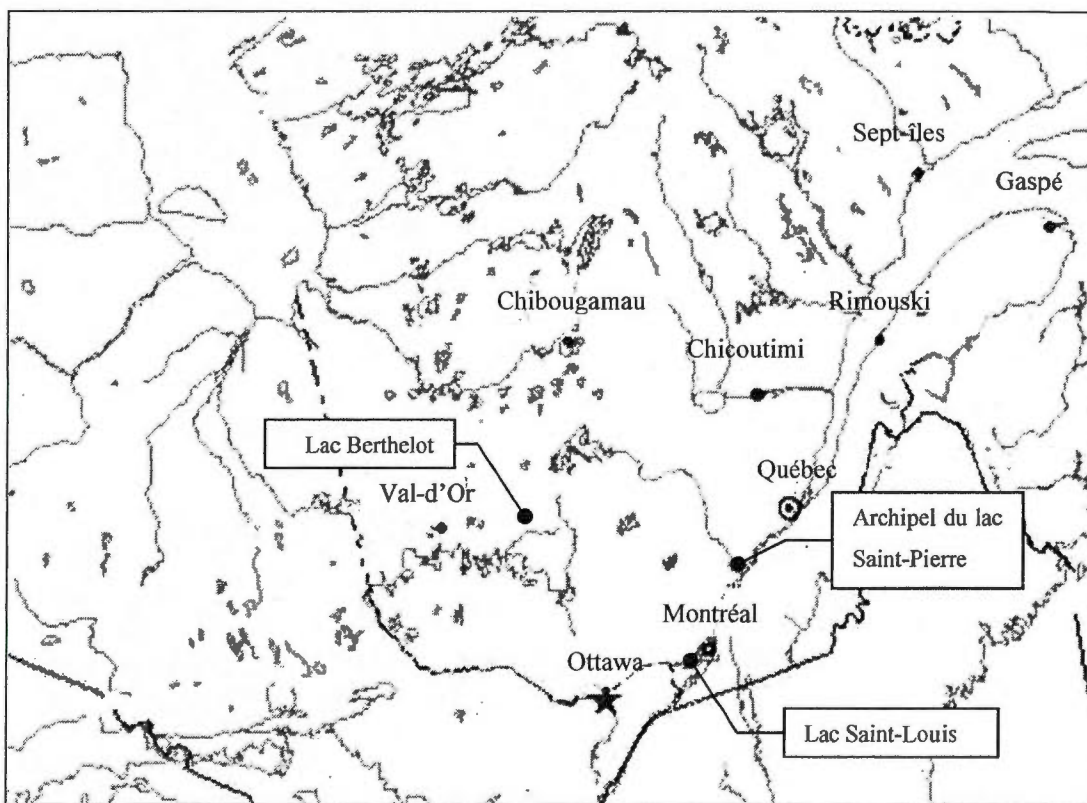 Sept-îles
Gaspé
Chibougamau
Rimouski
Chicoutimi
Lac Berthelot
Val-d'Or
Québec
Archipel du lac
Saint-Pierre
Montréal
Ottawa
Lac Saint-Louis